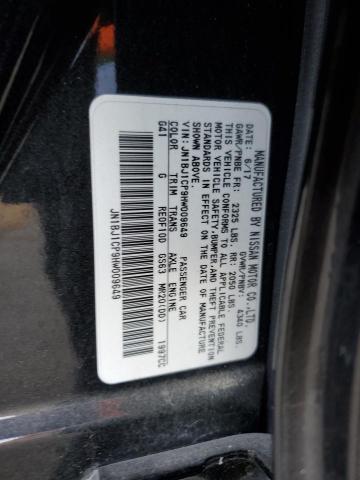 MANUFACTURED BY NISSAN MOTOR CO.,LTD.
DATE: 6/17 GVWR/PNBV: 4340 LBS.
GAWR/PNBE FR: 2325 LBS. RR: 2050 LBS.
THIS VEHICLE CONFORMS TO ALL APPLICABLE FEDERAL
MOTOR VEHICLE SAFETY,BUMPER,AND THEFT PREVENTION
STANDARDS IN EFFECT ON THE DATE OF MANUFACTURE
SHOWN ABOVE.
VIN: JN1BJ1CP9HW009649 PASSENGER CAR
COLOR TRIM TRANS AXLE ENGINE
G41 G RE0F10D GS63 MR20(DD) 1997CC
JN1BJ1CP9HW009649